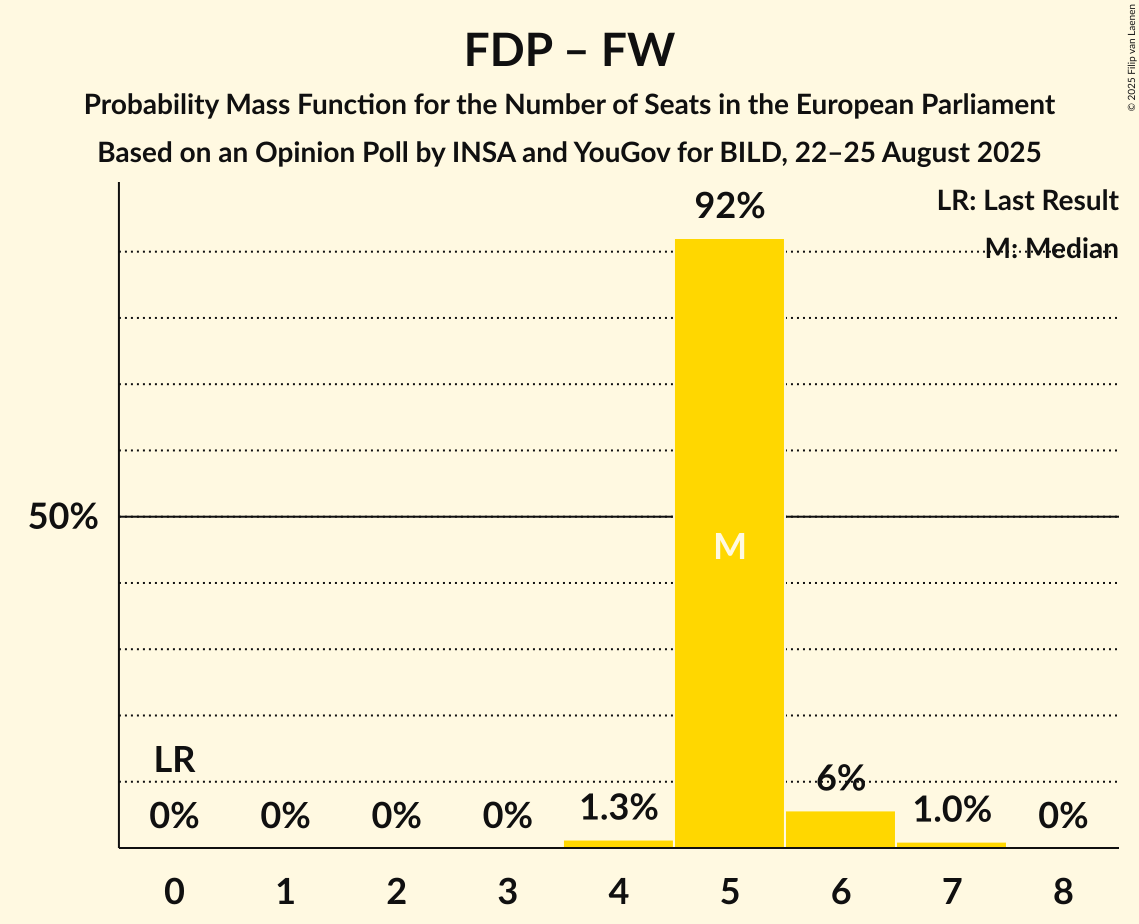 FDP – FW
Probability Mass Function for the Number of Seats in the European Parliament
Based on an Opinion Poll by INSA and YouGov for BILD, 22–25 August 2025
© 2025 Filip van Laenen
LR: Last Result
M: Median
92%
50%
M
LR
0%
0%
0%
0%
1.3%
6%
1.0%
0%
0 1 2 3 4 5 6 7 8